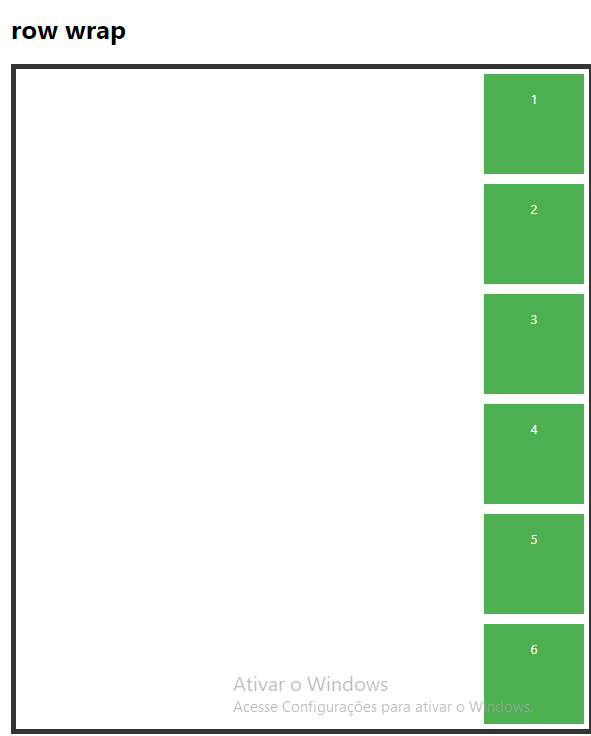 row wrap
1
2
3
4
5
6
Ativar o Windows
Acesse Configurações para ativar o Windows.